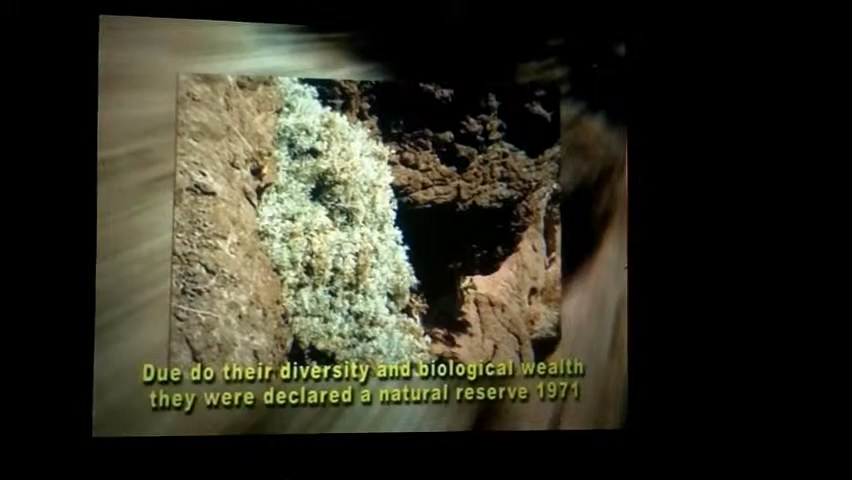 Due do their diversity and biological wealth
they were declared a natural reserve 1971